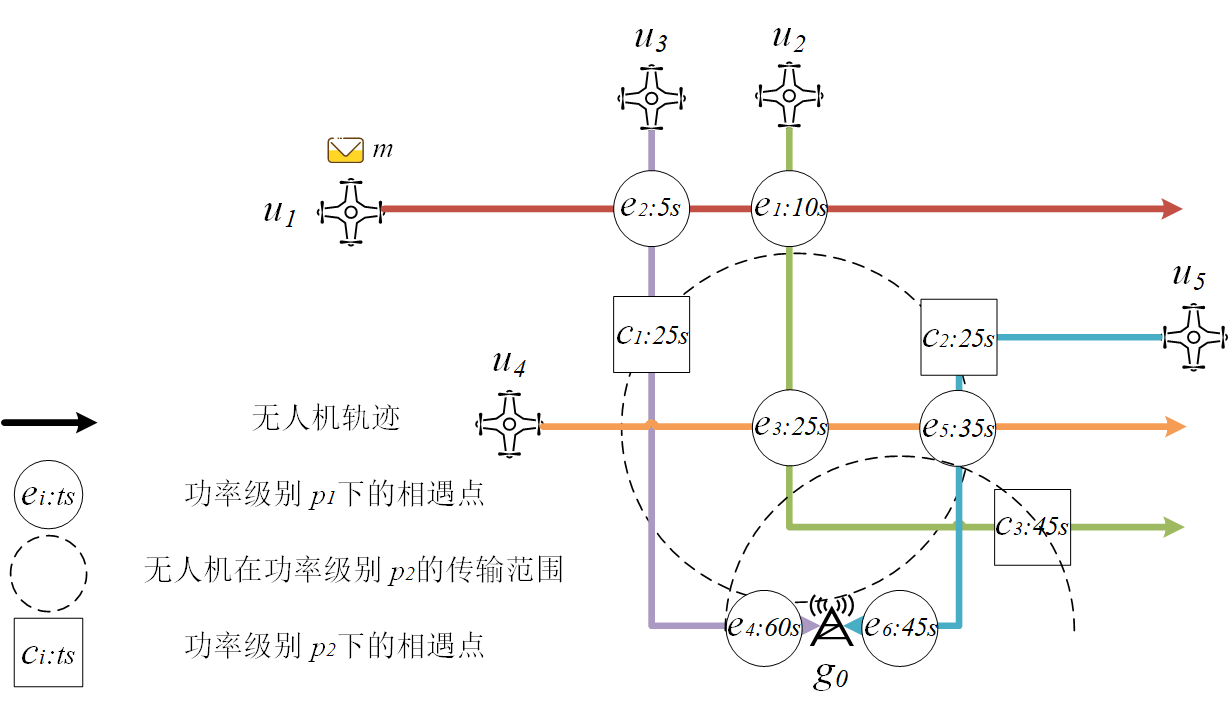 u3 u2
m
u1
e2:5s e1:10s
u5
c1:25s c2:25s
u4
无人机轨迹
e3:25s e5:35s
ei:ts 功率级别 p1下的相遇点
c3:45s
无人机在功率级别 p2的传输范围
e4:60s e6:45s
ci:ts 功率级别 p2下的相遇点
g0